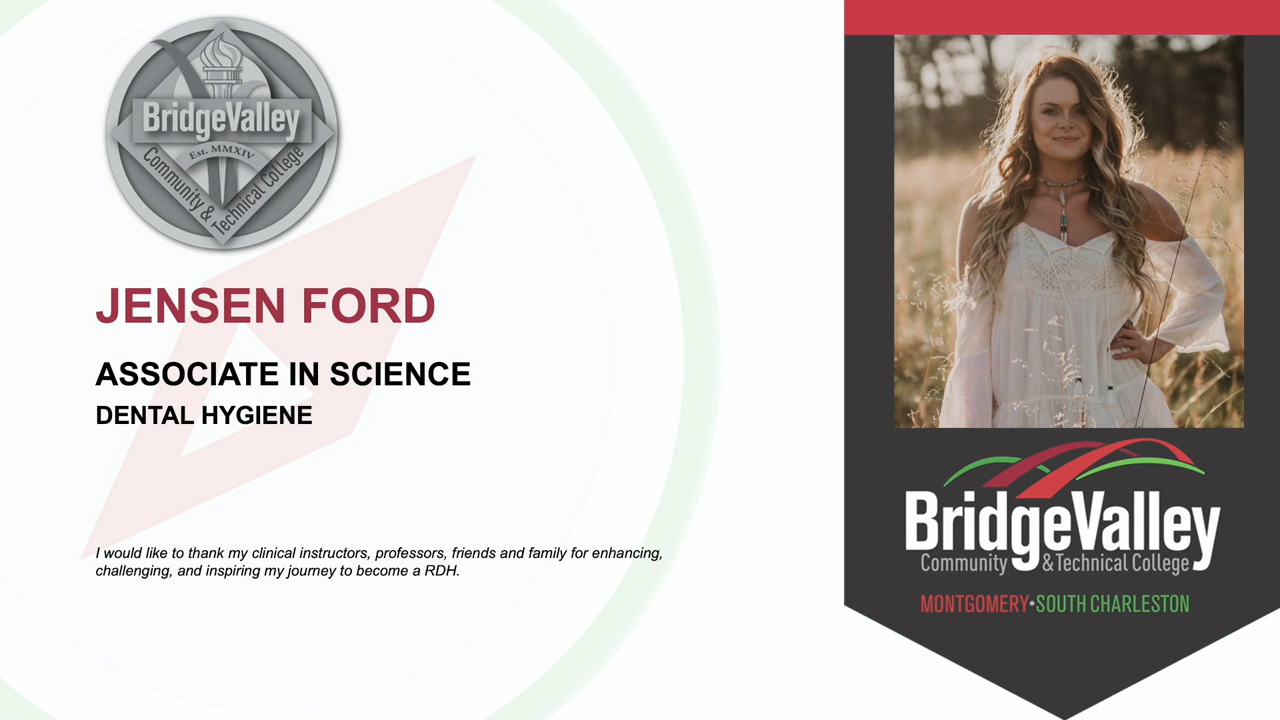 BridgeValley
Est. MMXIV
Community & Technical College
JENSEN FORD
ASSOCIATE IN SCIENCE
DENTAL HYGIENE
I would like to thank my clinical instructors, professors, friends and family for enhancing,
challenging, and inspiring my journey to become a RDH.
BridgeValley
Community & Technical College
MONTGOMERY•SOUTH CHARLESTON